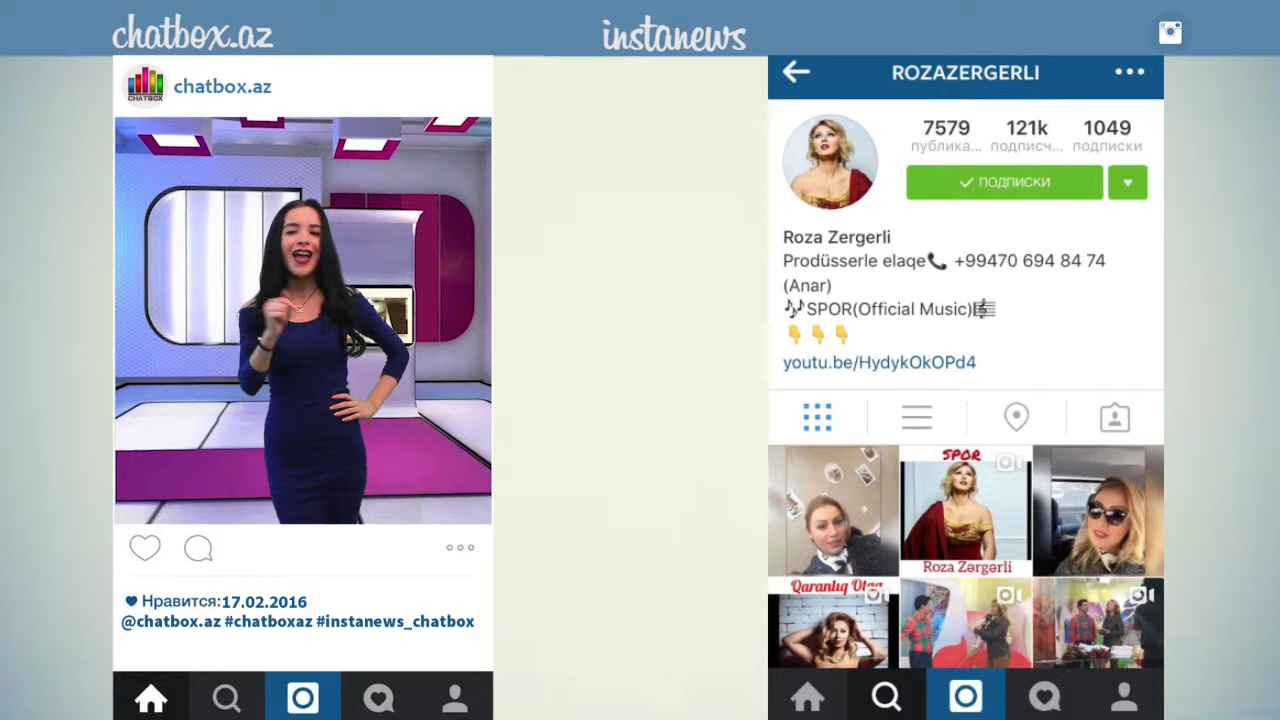 chatbox.az
instanews
CHATBOX
chatbox.az
Нравится:17.02.2016
@chatbox.az #chatboxaz #instanews_chatbox
ROZAZERGERLI
7579 121k 1049
публика... подписч... подписки
ПОДПИСКИ
Roza Zergerli
Prodüsserle elaqe📞 +99470 694 84 74
(Anar)
🎶SPOR(Official Music)🎼
👇👇👇
youtu.be/HydykOkOPd4
SPOR
Roza Zərgərli
Qaranlıq Olaq